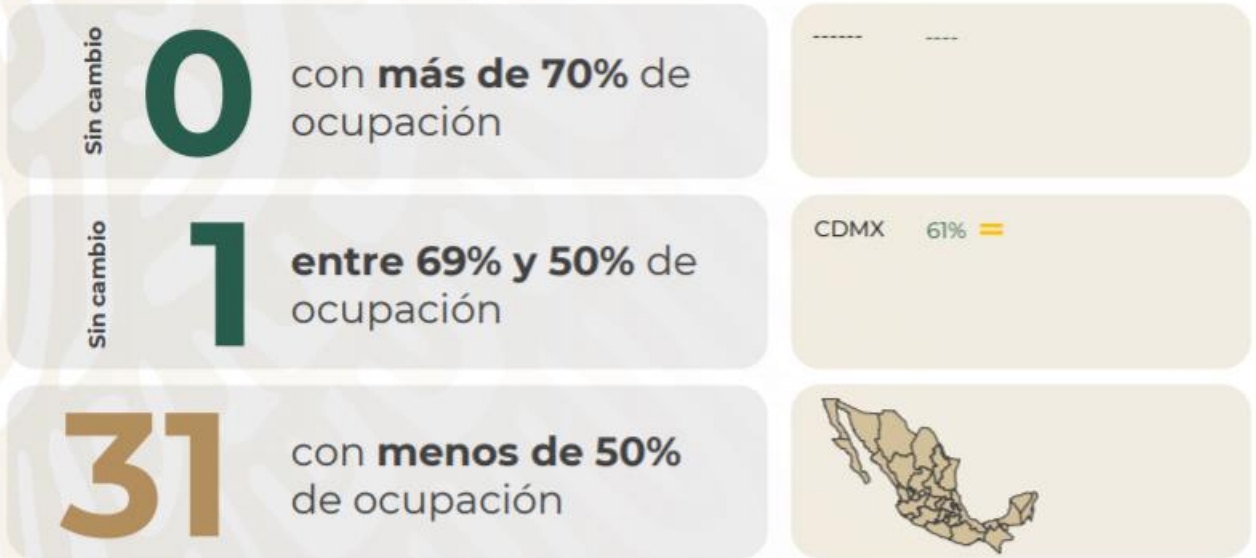 Sin cambio
0
con más de 70% de
ocupación
------ ----
Sin cambio
1
entre 69% y 50% de
ocupación
CDMX 61% =
31
con menos de 50%
de ocupación